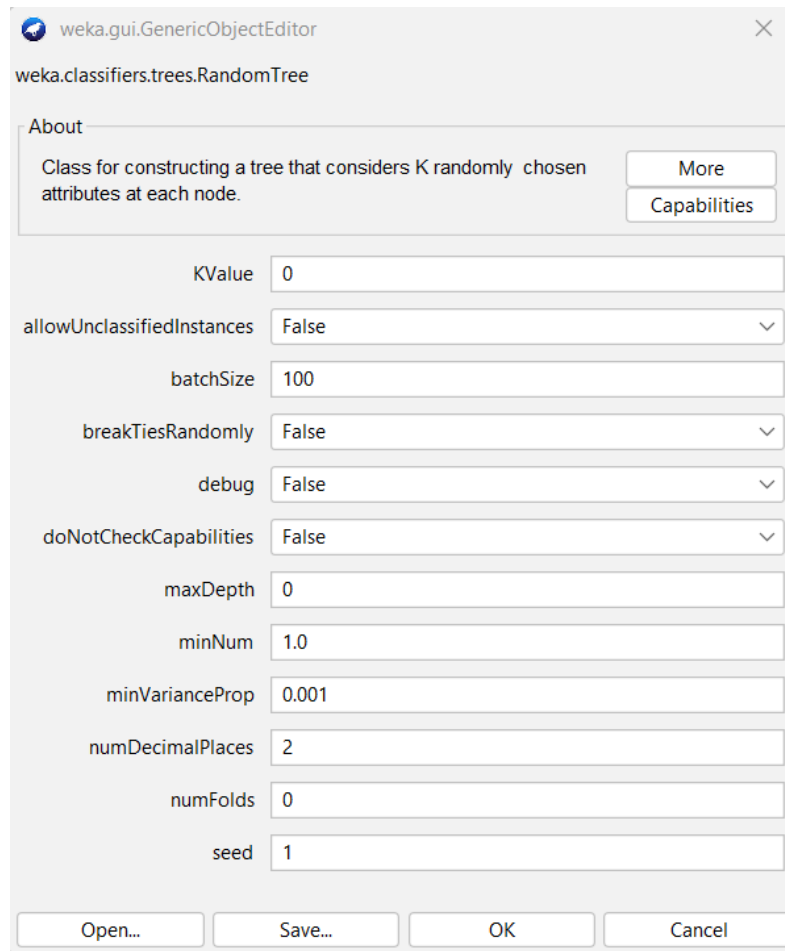 weka.gui.GenericObjectEditor
weka.classifiers.trees.RandomTree
About
Class for constructing a tree that considers K randomly  chosen
attributes at each node.
More
Capabilities
KValue 0
allowUnclassifiedInstances False
batchSize 100
breakTiesRandomly False
debug False
doNotCheckCapabilities False
maxDepth 0
minNum 1.0
minVarianceProp 0.001
numDecimalPlaces 2
numFolds 0
seed 1
Open... Save... OK Cancel